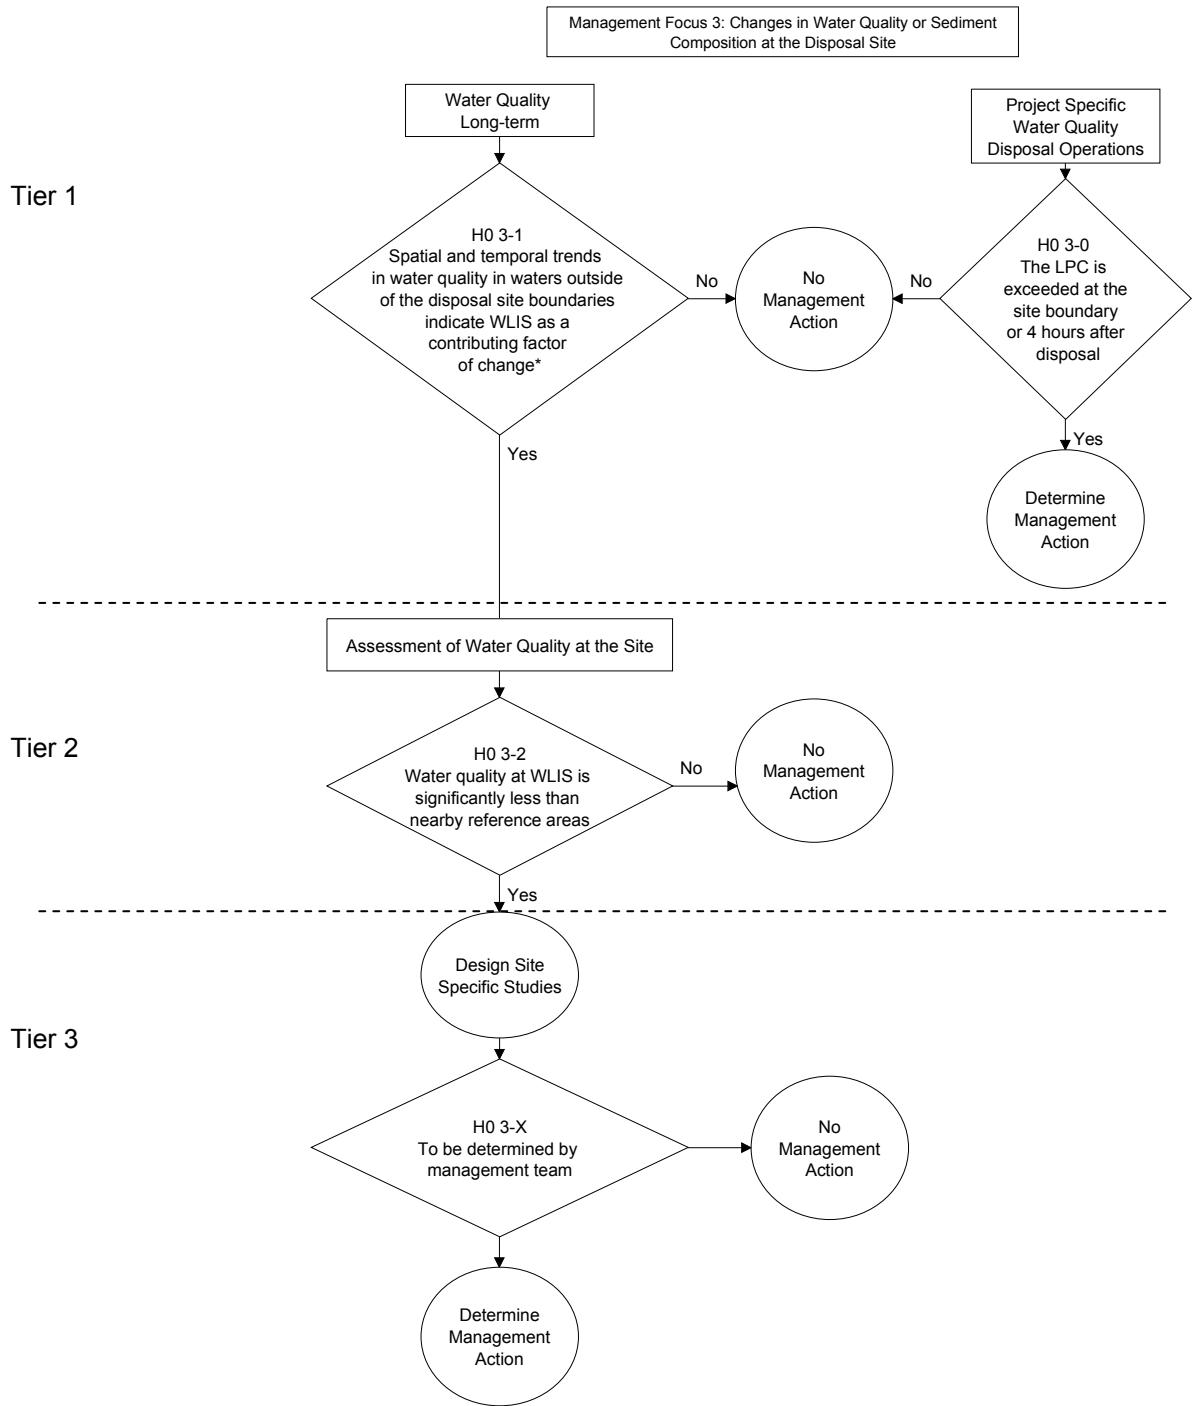 Management Focus 3: Changes in Water Quality or Sediment
Composition at the Disposal Site
Water Quality
Long-term
Project Specific
Water Quality
Disposal Operations
Tier 1
H0 3-1
Spatial and temporal trends
in water quality in waters outside
of the disposal site boundaries
indicate WLIS as a
contributing factor
of change*
No
No
Management
Action
No
H0 3-0
The LPC is
exceeded at the
site boundary
or 4 hours after
disposal
Yes
Yes
Determine
Management
Action
Assessment of Water Quality at the Site
Tier 2
H0 3-2
Water quality at WLIS is
significantly less than
nearby reference areas
No
No
Management
Action
Yes
Design Site
Specific Studies
Tier 3
H0 3-X
To be determined by
management team
No
Management
Action
Determine
Management
Action